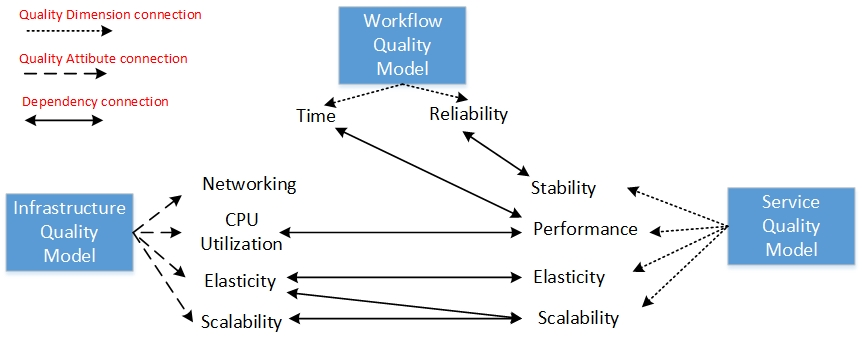 Quality Dimension connection
Quality Attibute connection
Dependency connection
Workflow
Quality
Model
Time
Reliability
Infrastructure
Quality
Model
Networking
CPU
Utilization
Elasticity
Scalability
Stability
Performance
Elasticity
Scalability
Service
Quality
Model